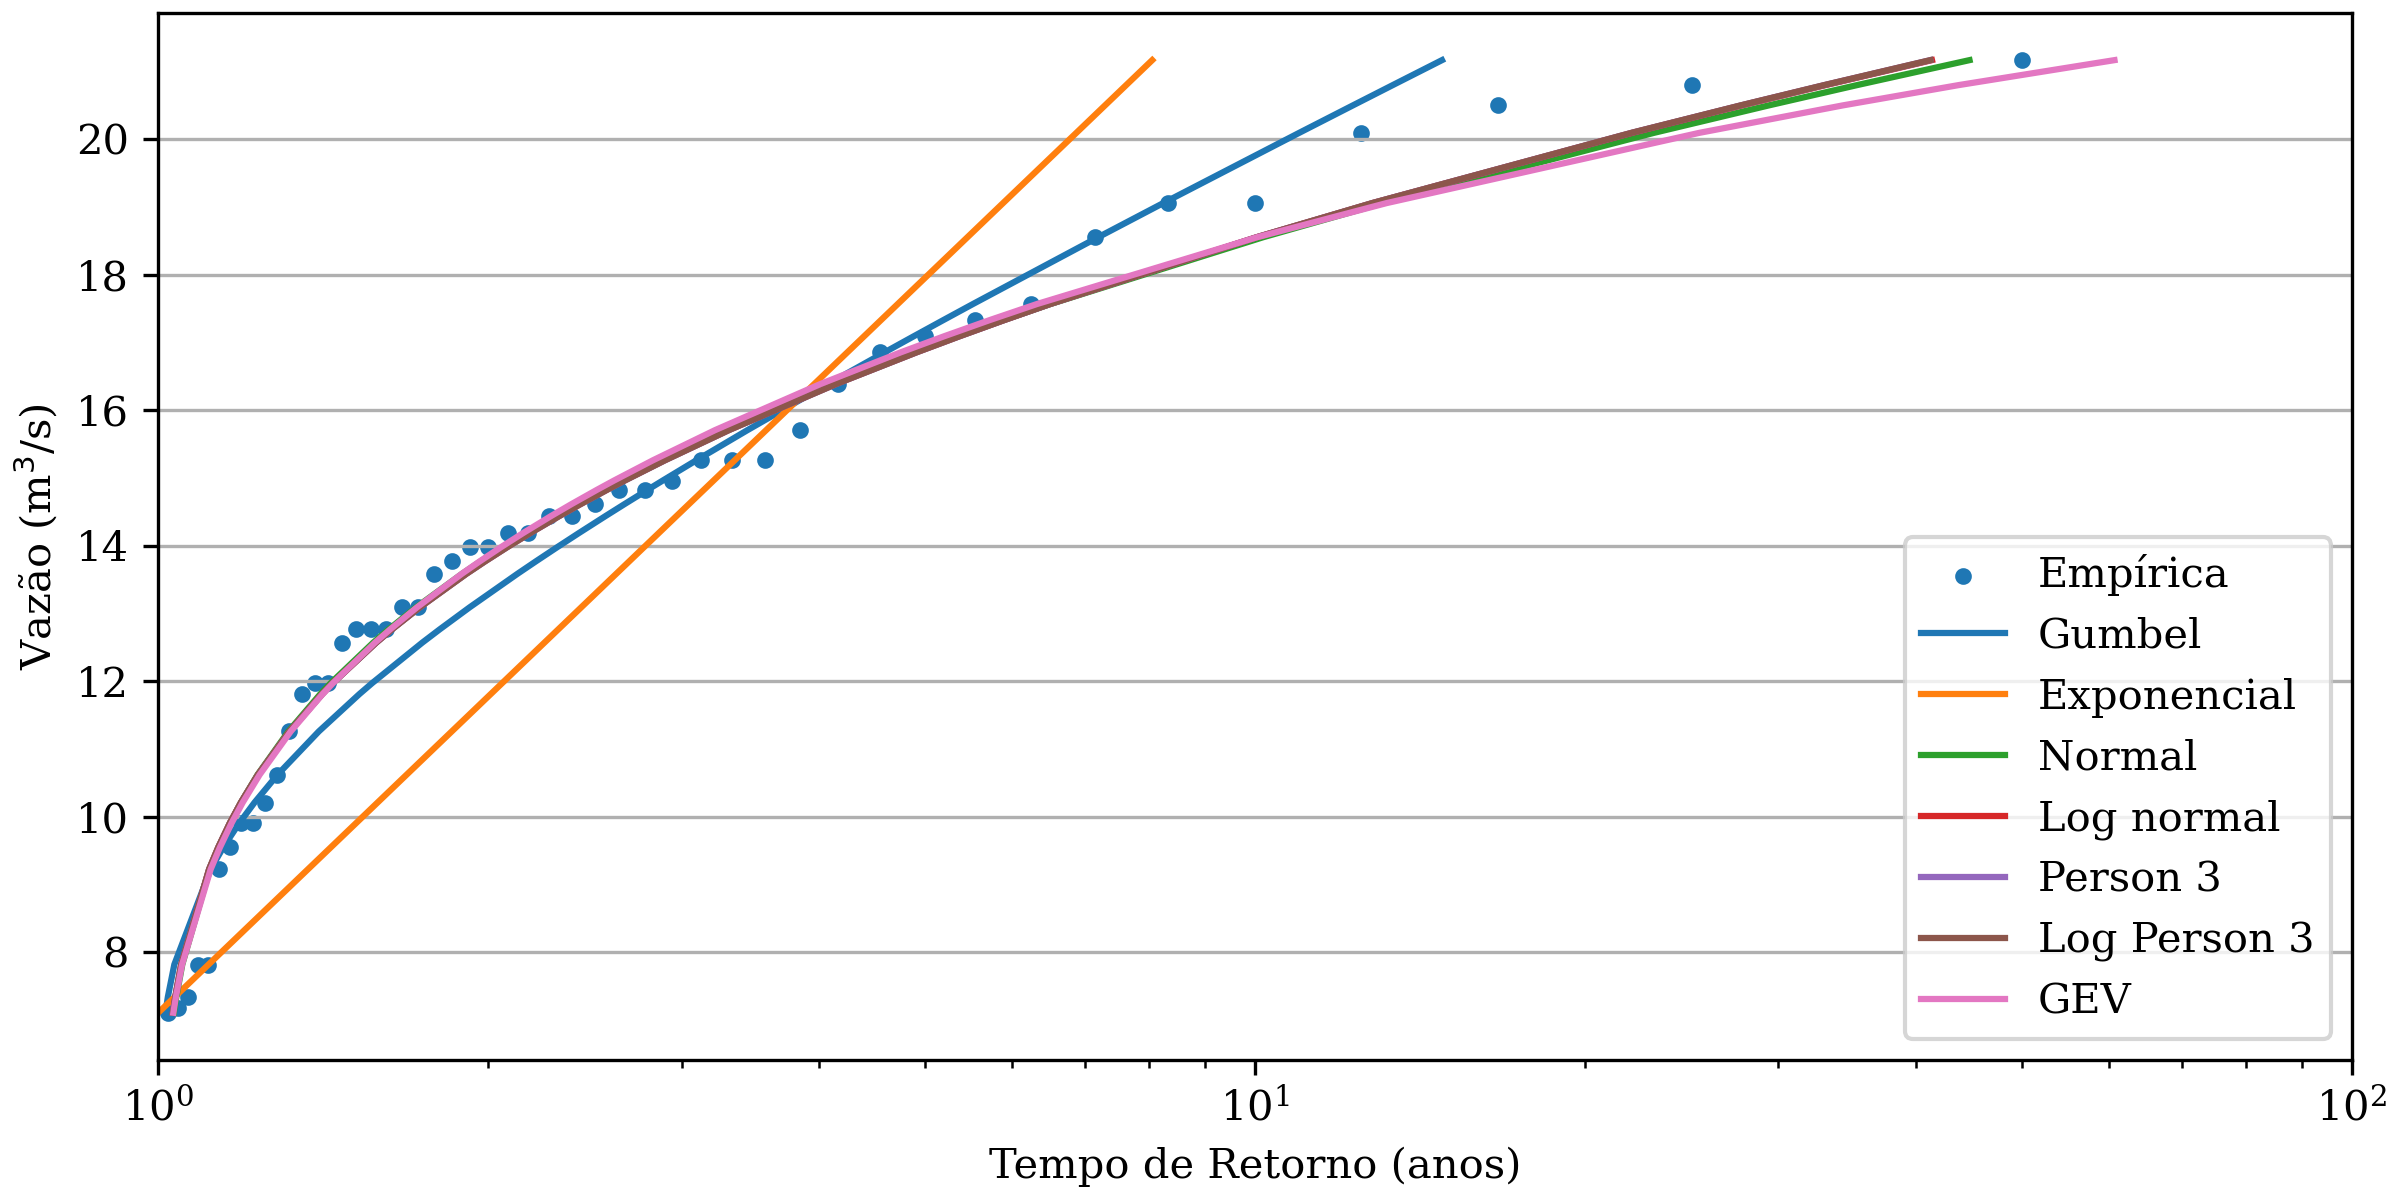 Vazão (m³/s)
20
18
16
14
12
10
8
10⁰
10¹
10²
Tempo de Retorno (anos)
Empírica
Gumbel
Exponencial
Normal
Log normal
Person 3
Log Person 3
GEV